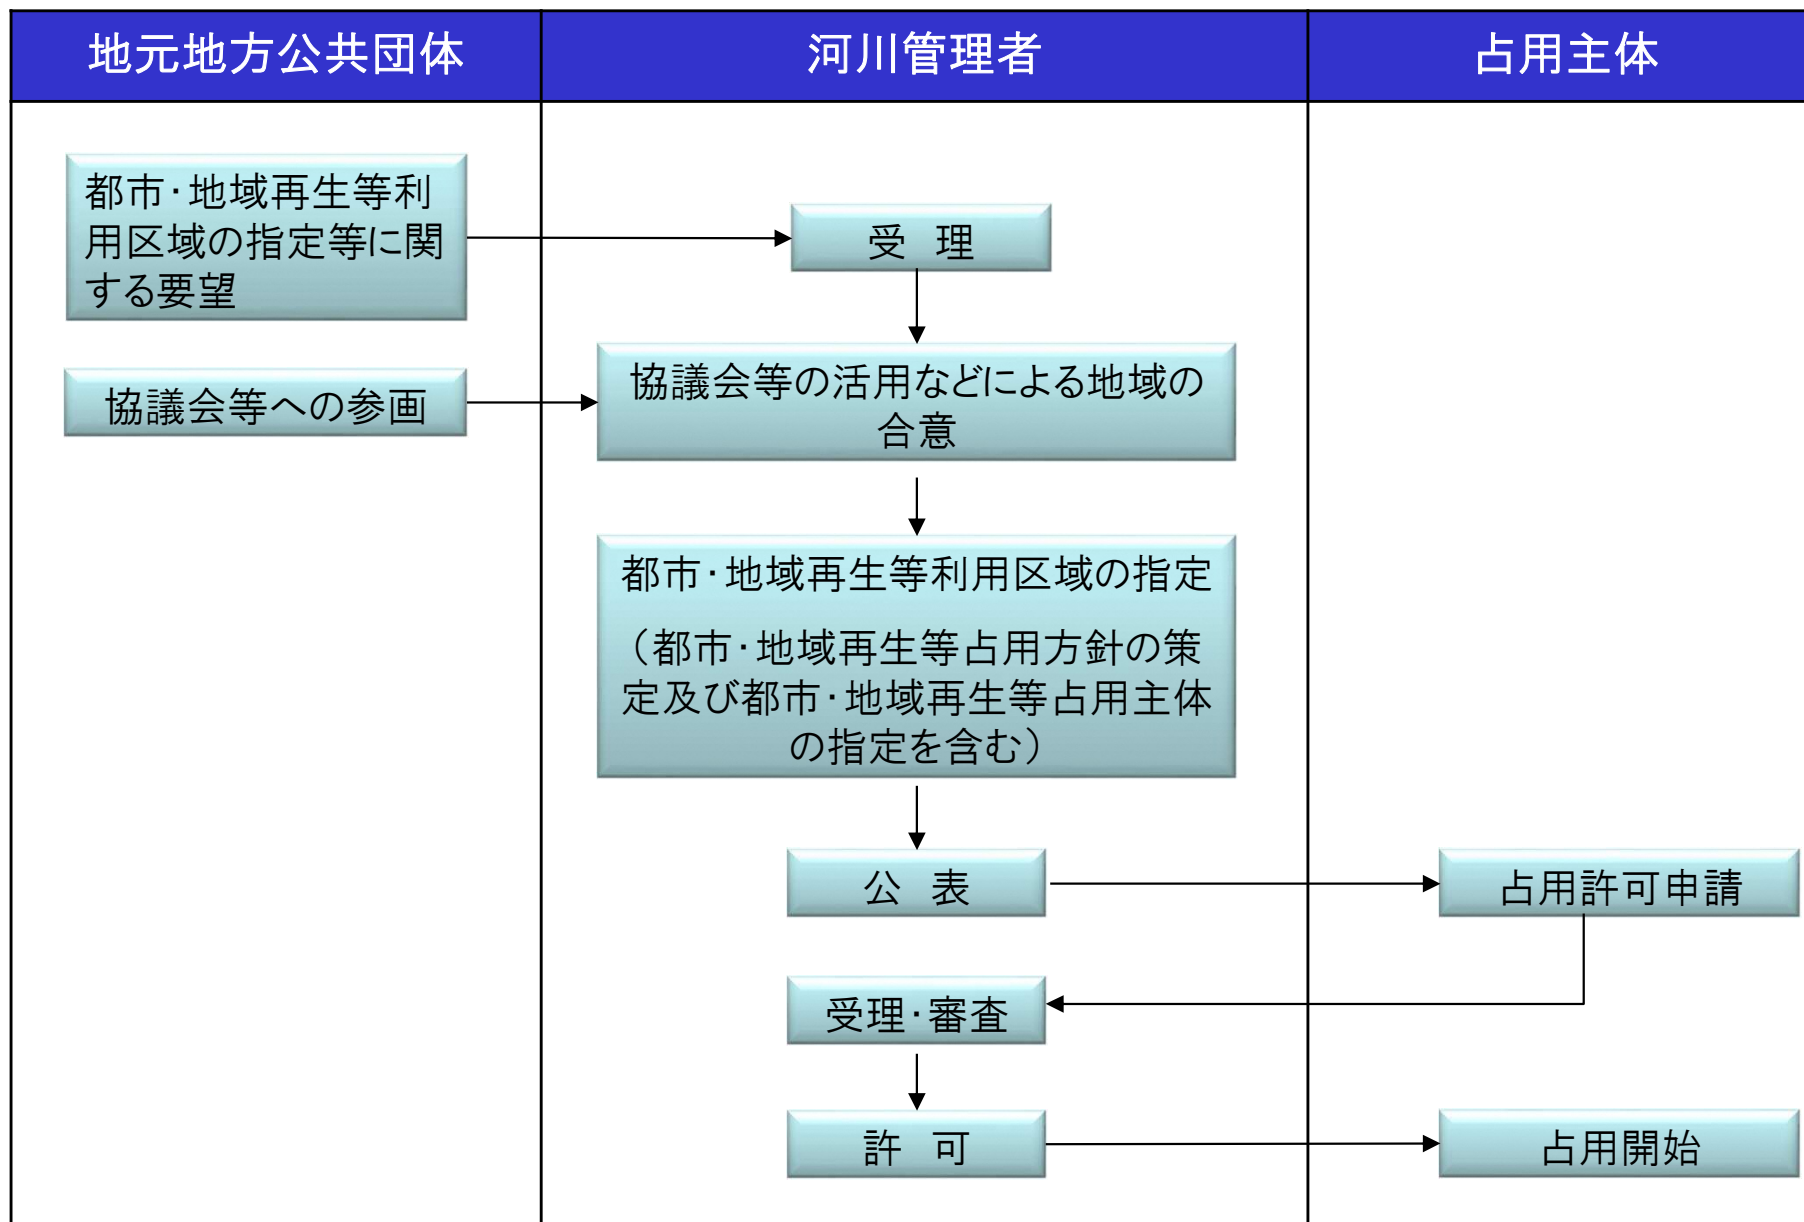 地元地方公共団体
河川管理者
占用主体
都市・地域再生等利
用区域の指定等に関
する要望
受　理
協議会等への参画
協議会等の活用などによる地域の
合意
都市・地域再生等利用区域の指定
（都市・地域再生等占用方針の策
定及び都市・地域再生等占用主体
の指定を含む）
公　表
占用許可申請
受理・審査
許　可
占用開始